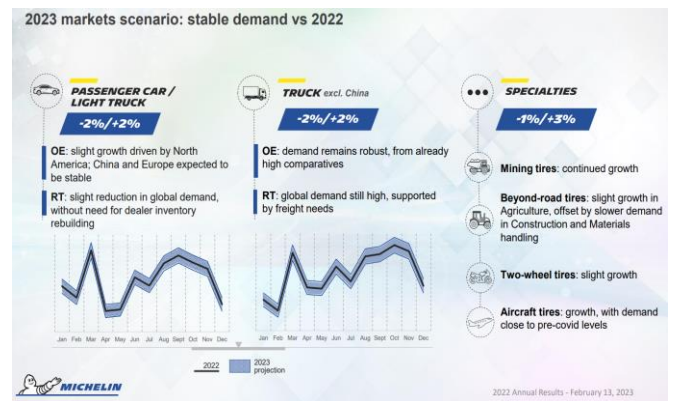 2023 markets scenario: stable demand vs 2022
PASSENGER CAR /
LIGHT TRUCK
-2%/+2%
OE: slight growth driven by North
America; China and Europe expected to
be stable
RT: slight reduction in global demand,
without need for dealer inventory
rebuilding
Jan Feb Mar Apr May Jun Jul Aug Sept Oct Nov Dec
TRUCK excl. China
-2%/+2%
OE: demand remains robust, from already
high comparatives
RT: global demand still high, supported
by freight needs
Jan Feb Mar Apr May Jun Jul Aug Sept Oct Nov Dec
2022
2023
projection
SPECIALTIES
-1%/+3%
Mining tires: continued growth
Beyond-road tires: slight growth in
Agriculture, offset by slower demand
in Construction and Materials
handling
Two-wheel tires: slight growth
Aircraft tires: growth, with demand
close to pre-covid levels
MICHELIN
2022 Annual Results - February 13, 2023